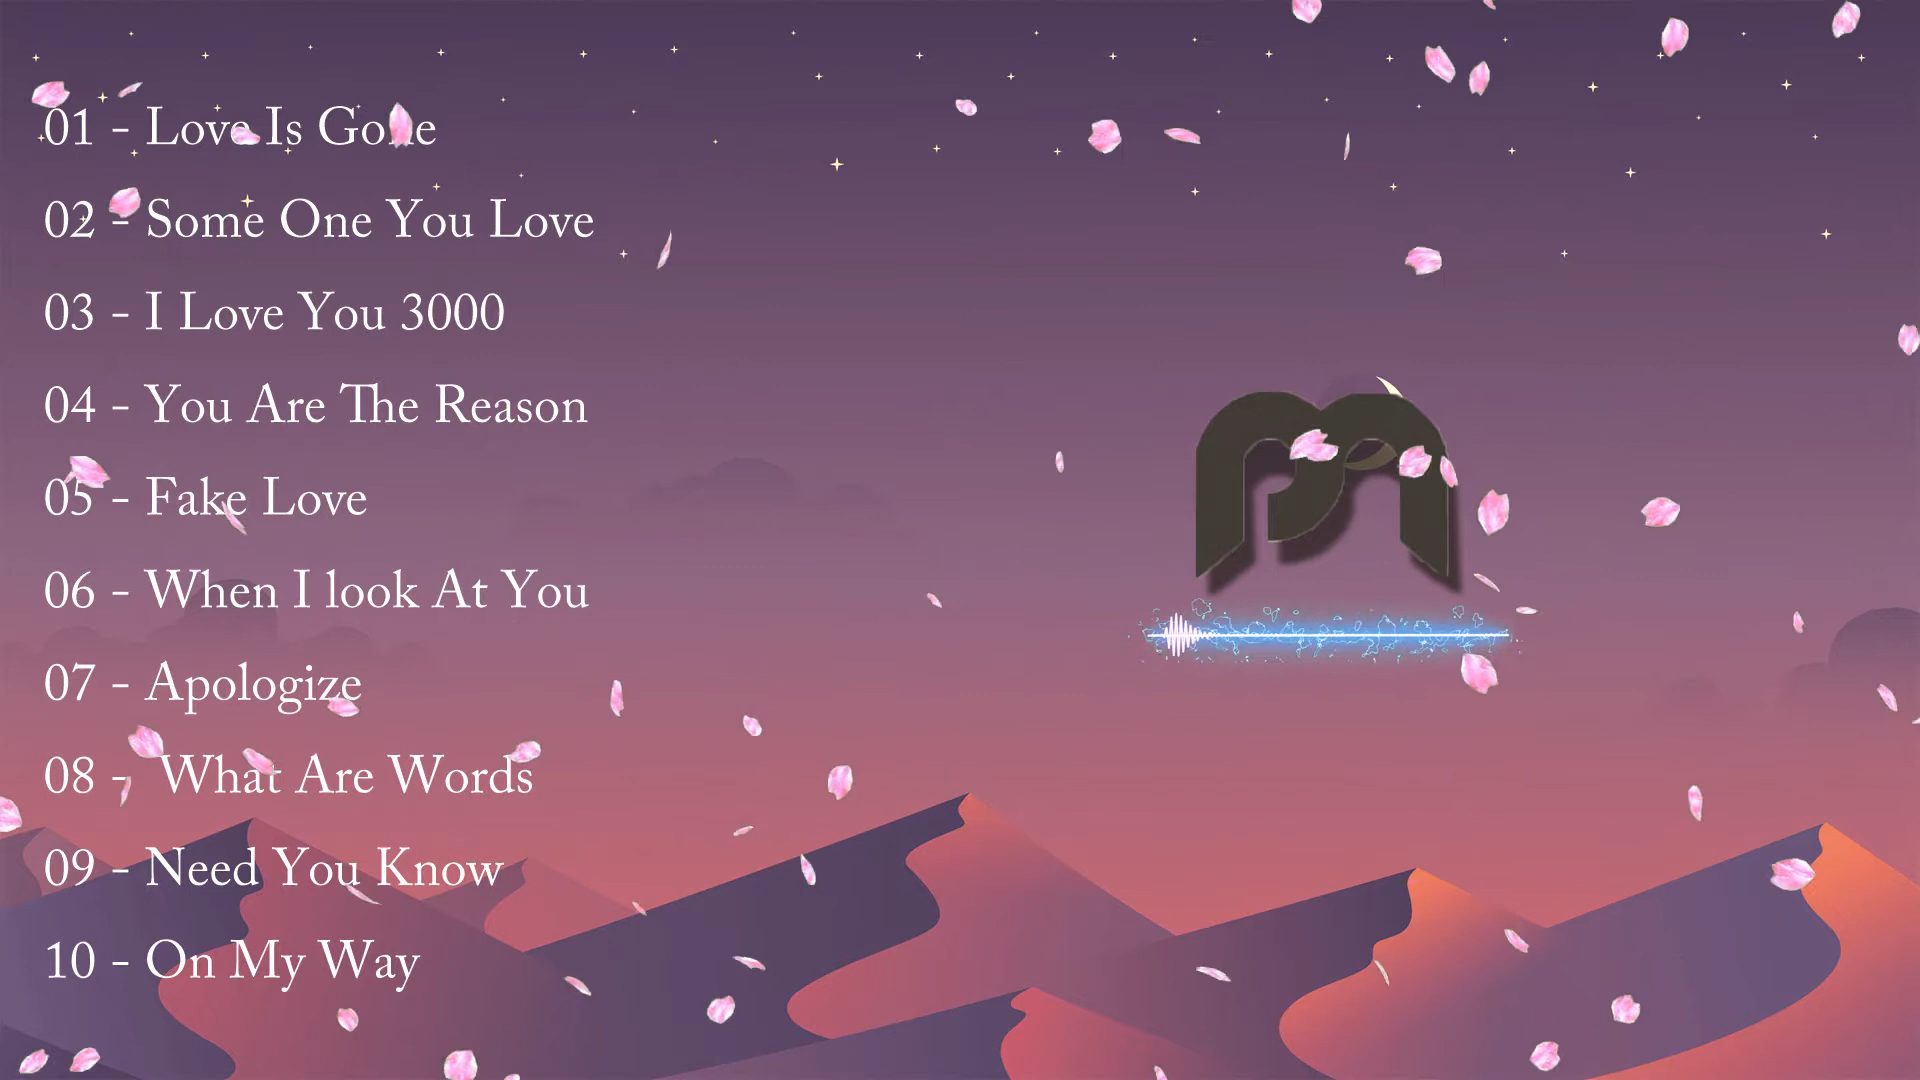 01 - Love Is Gone
02 - Some One You Love
03 - I Love You 3000
04 - You Are The Reason
05 - Fake Love
06 - When I look At You
07 - Apologize
08 - What Are Words
09 - Need You Know
10 - On My Way